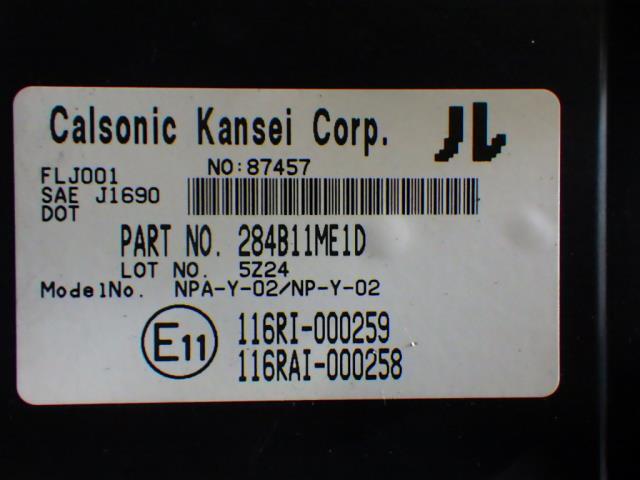 Calsonic Kansei Corp. JL
FLJ001
NO:87457
SAE J1690
DOT
PART NO. 284B11ME1D
LOT NO. 5Z24
ModelNo. NPA-Y-02/NP-Y-02
E11
116RI-000259
116RAI-000258